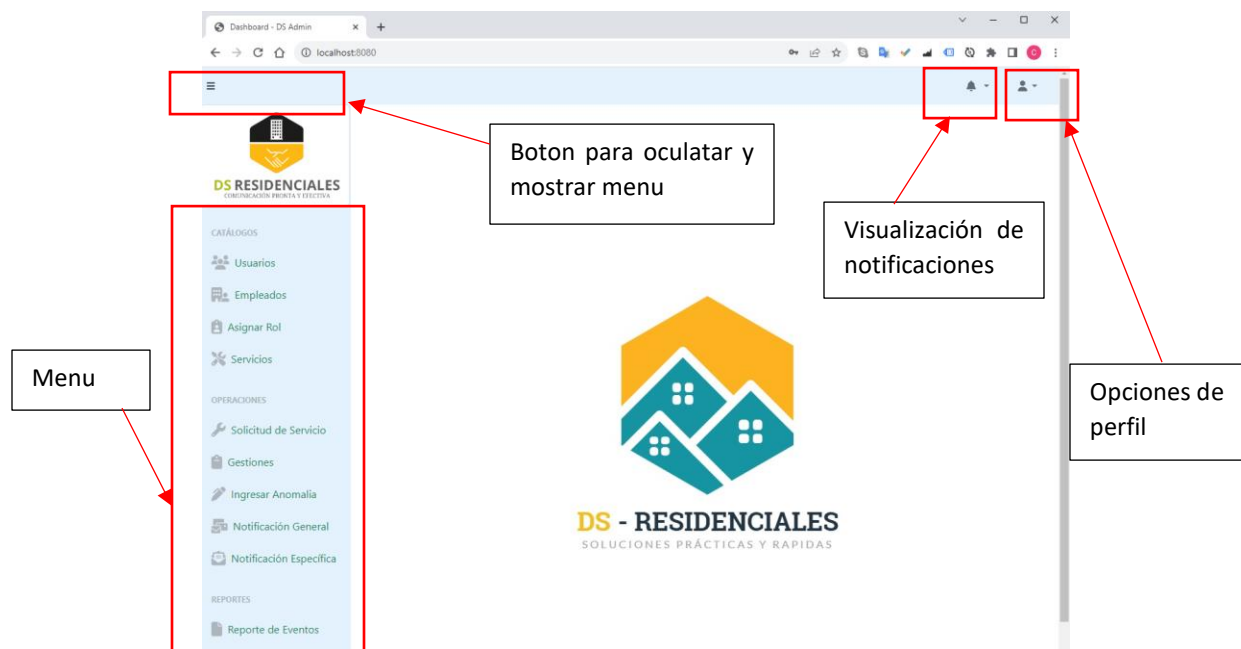 Dashboard - DS Admin
localhost:8080
Boton para oculatar y
mostrar menu
Visualización de
notificaciones
Opciones de
perfil
Menu
DS RESIDENCIALES
COMUNICACIÓN PRONTA Y EFECTIVA
CATÁLOGOS
Usuarios
Empleados
Asignar Rol
Servicios
OPERACIONES
Solicitud de Servicio
Gestiones
Ingresar Anomalia
Notificación General
Notificación Específica
REPORTES
Reporte de Eventos
DS - RESIDENCIALES
SOLUCIONES PRÁCTICAS Y RAPIDAS
C